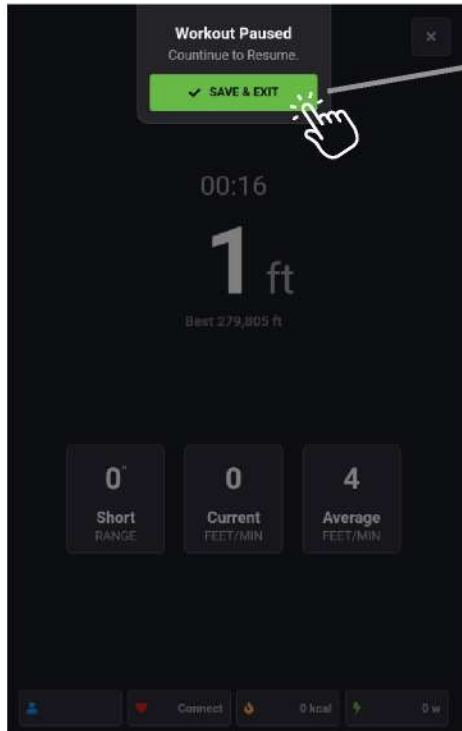 Workout Paused
Countinue to Resume.
SAVE & EXIT
00:16
1 ft
Best 279,805 ft
0"
Short
RANGE
0
Current
FEET/MIN
4
Average
FEET/MIN
Connect
0 kcal
0 w